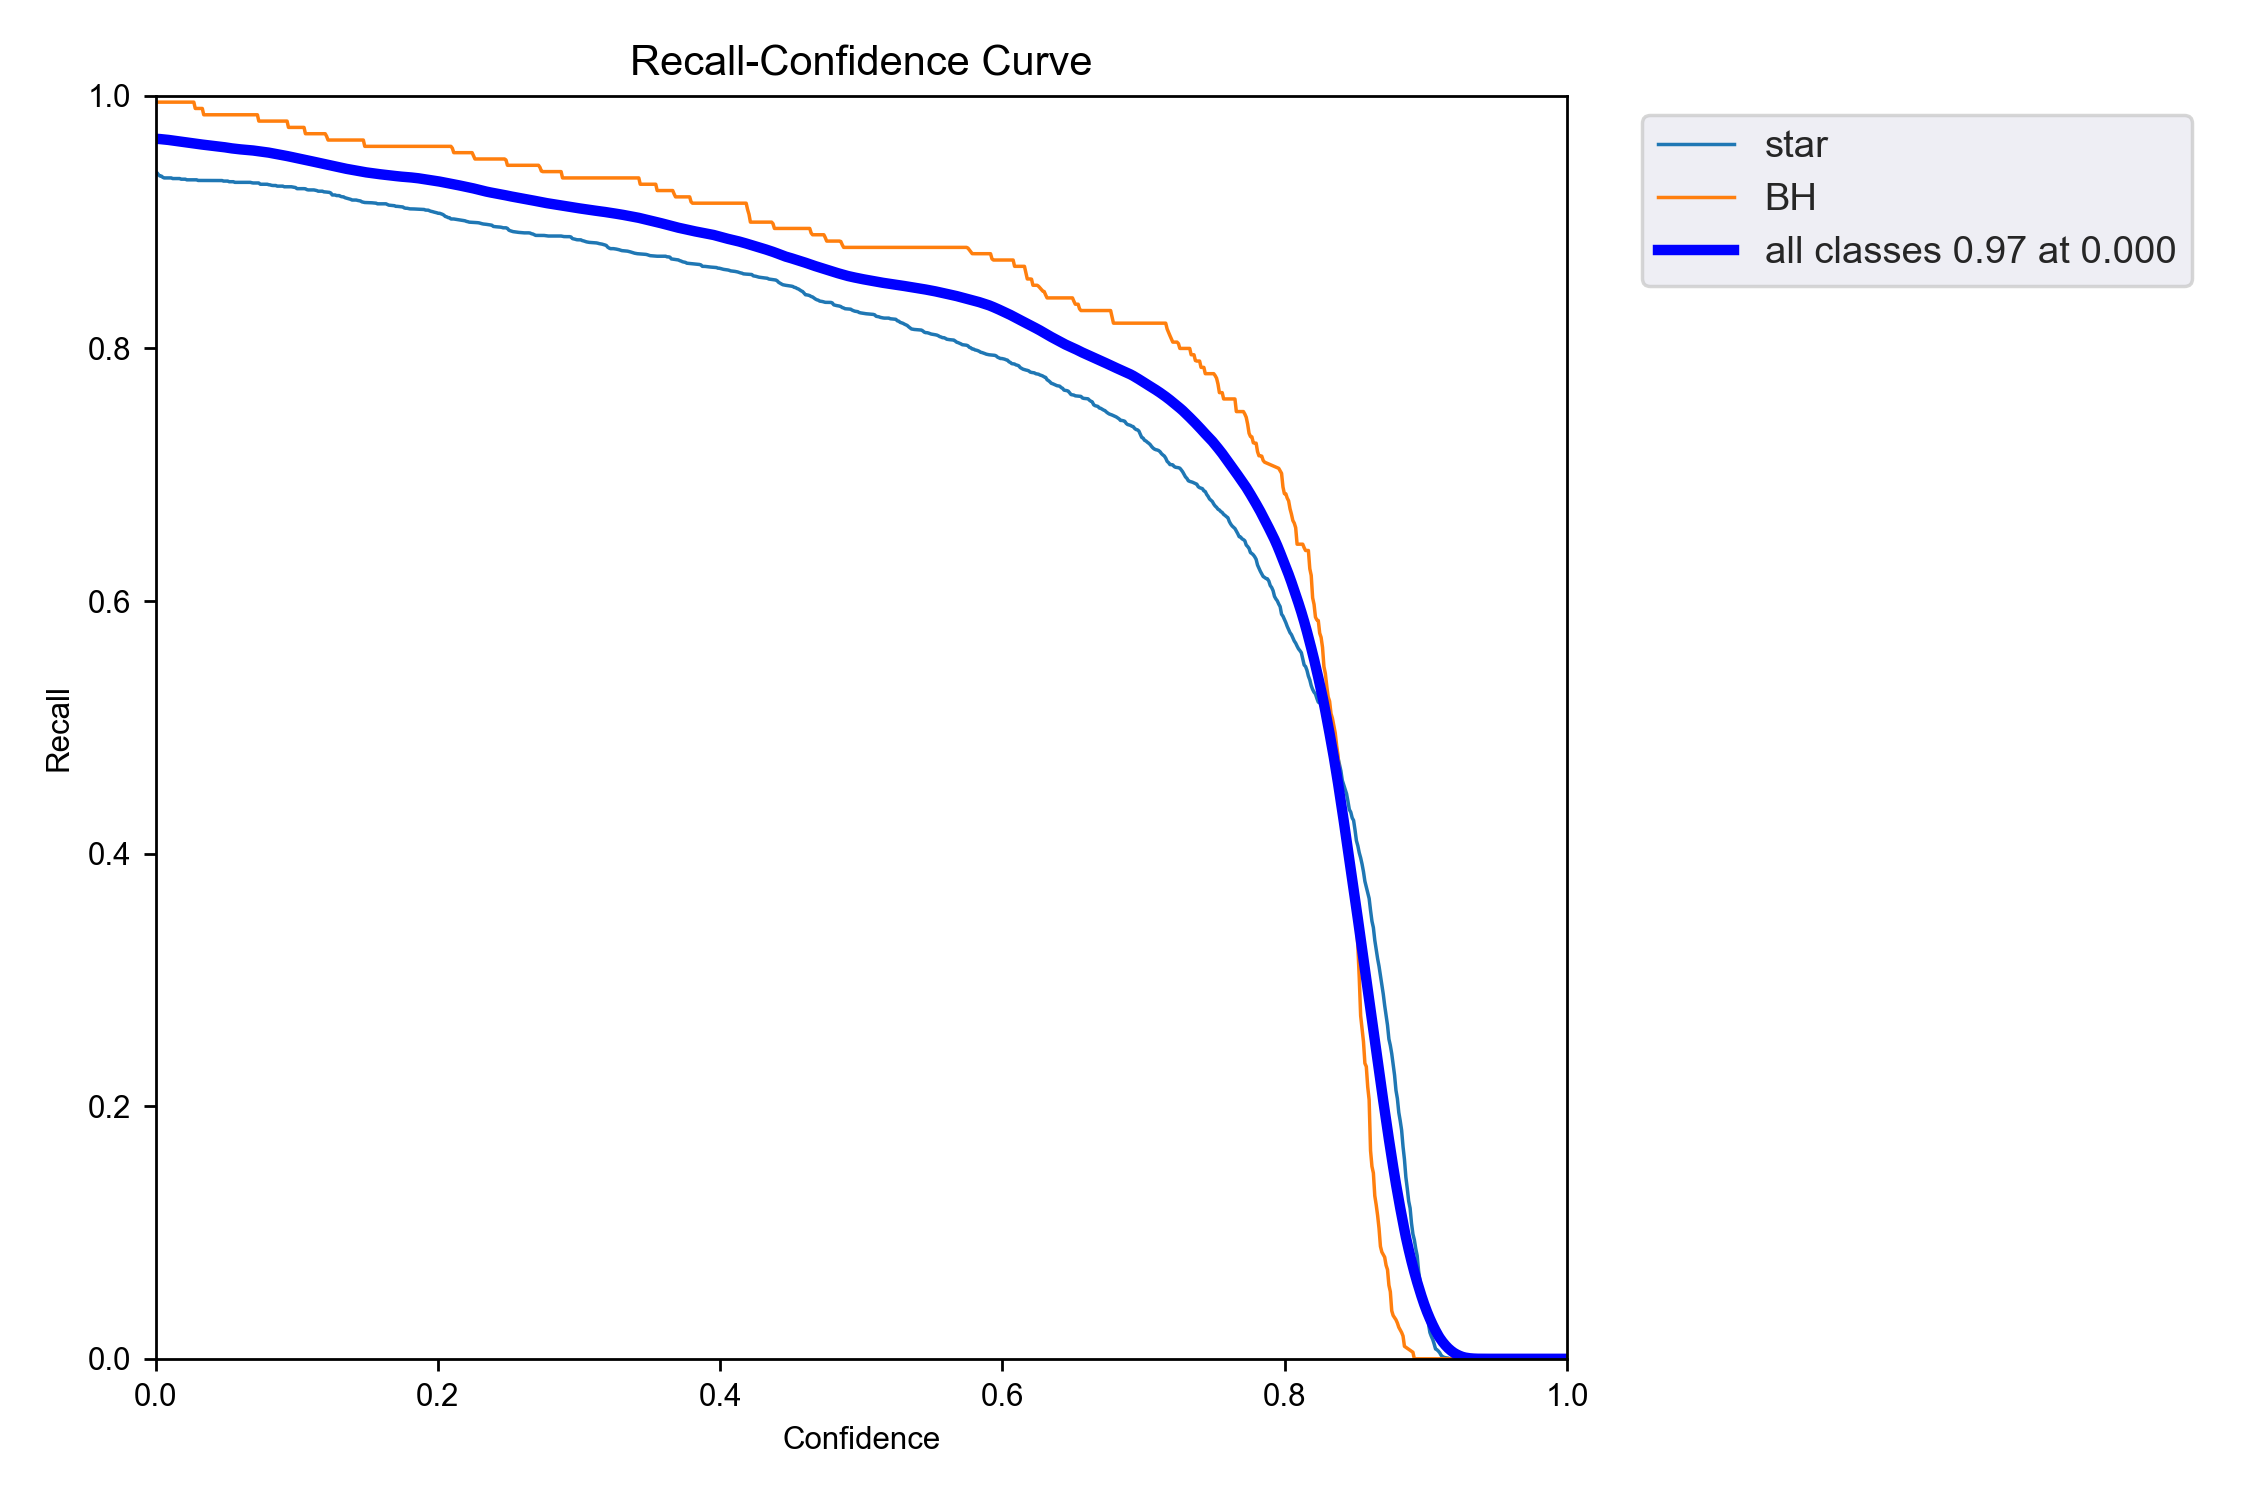 Recall-Confidence Curve
1.0
0.8
0.6
0.4
0.2
0.0
Recall
0.0 0.2 0.4 0.6 0.8 1.0
Confidence
star
BH
all classes 0.97 at 0.000